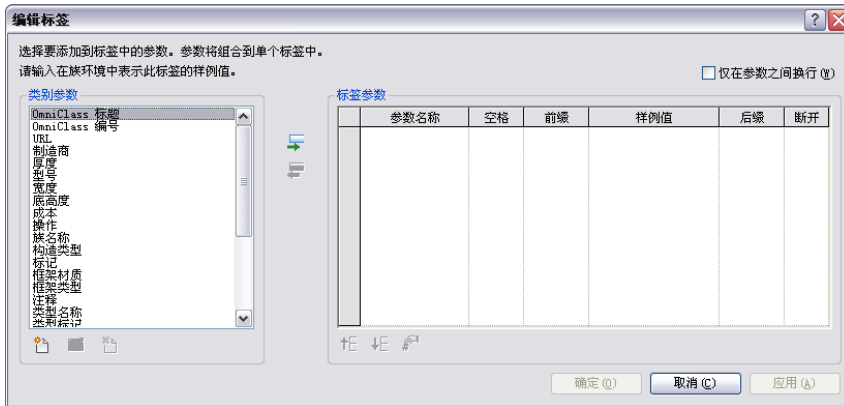 编辑标签
选择要添加到标签中的参数。参数将组合到单个标签中。
请输入在族环境中表示此标签的样例值。
仅在参数之间换行(W)
类别参数
OmniClass 标题
OmniClass 编号
URL
制造商
厚度
型号
宽度
底高度
成本
操作
族名称
构造类型
标记
框架材质
框架类型
注释
类型名称
类型标记
标签参数
参数名称 空格 前缀 样例值 后缀 断开
确定(O) 取消(C) 应用(A)